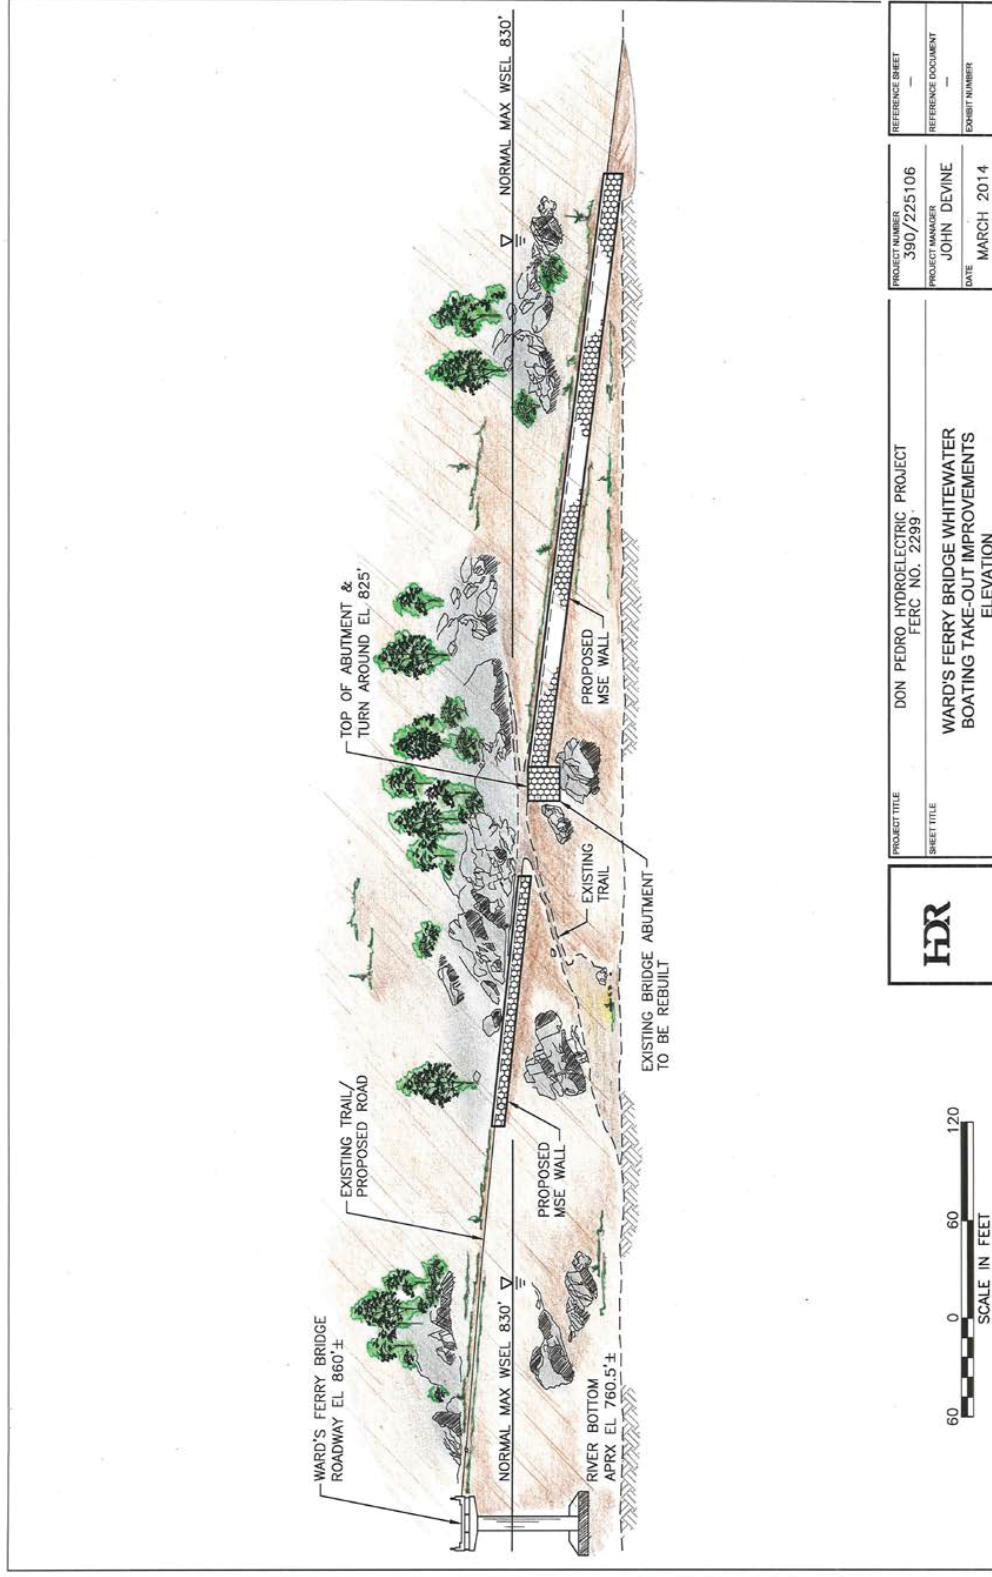 WARD'S FERRY BRIDGE
ROADWAY EL 860'±
EXISTING TRAIL/
PROPOSED ROAD
TOP OF ABUTMENT &
TURN AROUND EL 825'
NORMAL MAX WSEL 830'
NORMAL MAX WSEL 830'
RIVER BOTTOM
APRX EL 760.5'±
PROPOSED
MSE WALL
EXISTING
TRAIL
PROPOSED
MSE WALL
EXISTING BRIDGE ABUTMENT
TO BE REBUILT
60 0 60 120
SCALE IN FEET
HDR
PROJECT TITLE
DON PEDRO HYDROELECTRIC PROJECT
FERC NO. 2299
SHEET TITLE
WARD'S FERRY BRIDGE WHITEWATER
BOATING TAKE-OUT IMPROVEMENTS
ELEVATION
PROJECT NUMBER
390/225106
PROJECT MANAGER
JOHN DEVINE
DATE
MARCH 2014
REFERENCE SHEET
—
REFERENCE DOCUMENT
—
EXHIBIT NUMBER